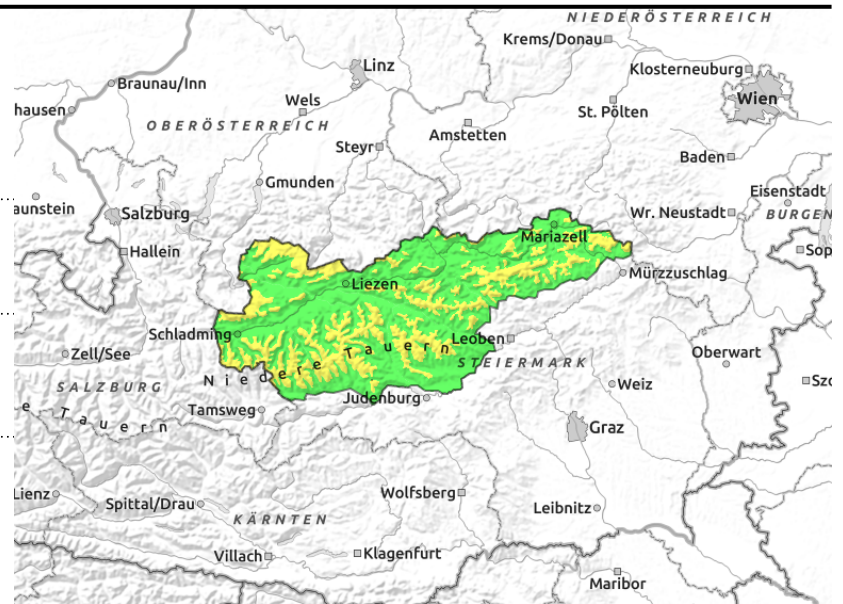 NIEDERÖSTERREICH
Krems/Donau
Linz
Klosterneuburg
Braunau/Inn
Wels
Wien
hausen
St. Pölten
OBERÖSTERREICH
Amstetten
Steyr
Baden
Gmunden
Eisenstadt
aunstein
Salzburg
Wr. Neustadt
BURGEN
Mariazell
Hallein
Sop
Mürzzuschlag
Liezen
Schladming
Leoben
Zell/See
Niedere Tauern
STEIERMARK
Oberwart
SALZBURG
Weiz
Szo
Judenburg
Tamsweg
e Tauern
Graz
Lienz
Wolfsberg
Spittal/Drau
Leibnitz
KÄRNTEN
Villach
Klagenfurt
Maribor